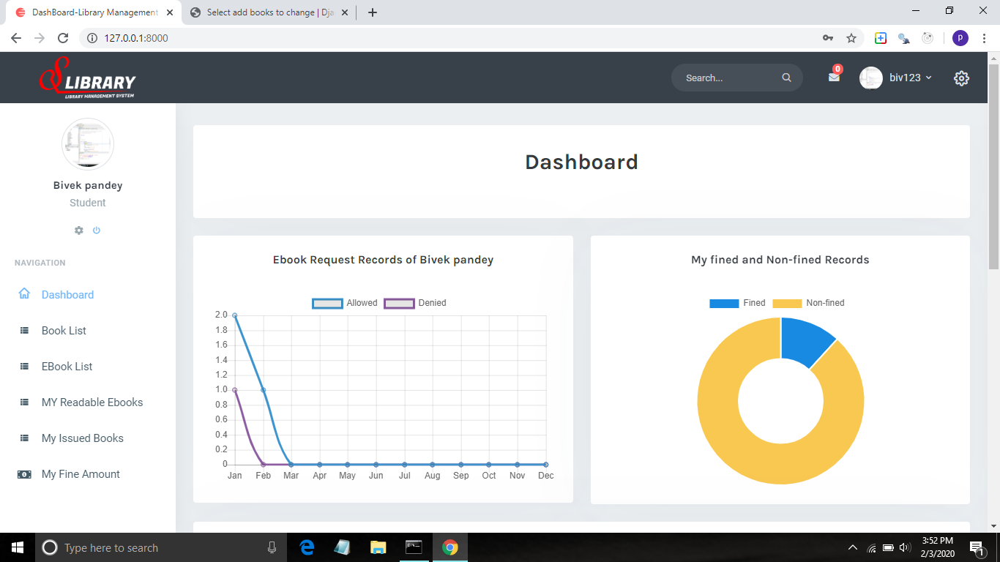 DashBoard-Library Management
Select add books to change | Dja
127.0.0.1:8000
P
LIBRARY
LIBRARY MANAGEMENT SYSTEM
Search...
0
biv123
Bivek pandey
Student
NAVIGATION
Dashboard
Book List
EBook List
MY Readable Ebooks
My Issued Books
My Fine Amount
Dashboard
Ebook Request Records of Bivek pandey
Allowed Denied
2.0
1.8
1.6
1.4
1.2
1.0
0.8
0.6
0.4
0.2
0
Jan Feb Mar Apr May Jun Jul Aug Sep Oct Nov Dec
My fined and Non-fined Records
Fined Non-fined
Type here to search
3:52 PM
2/3/2020
1